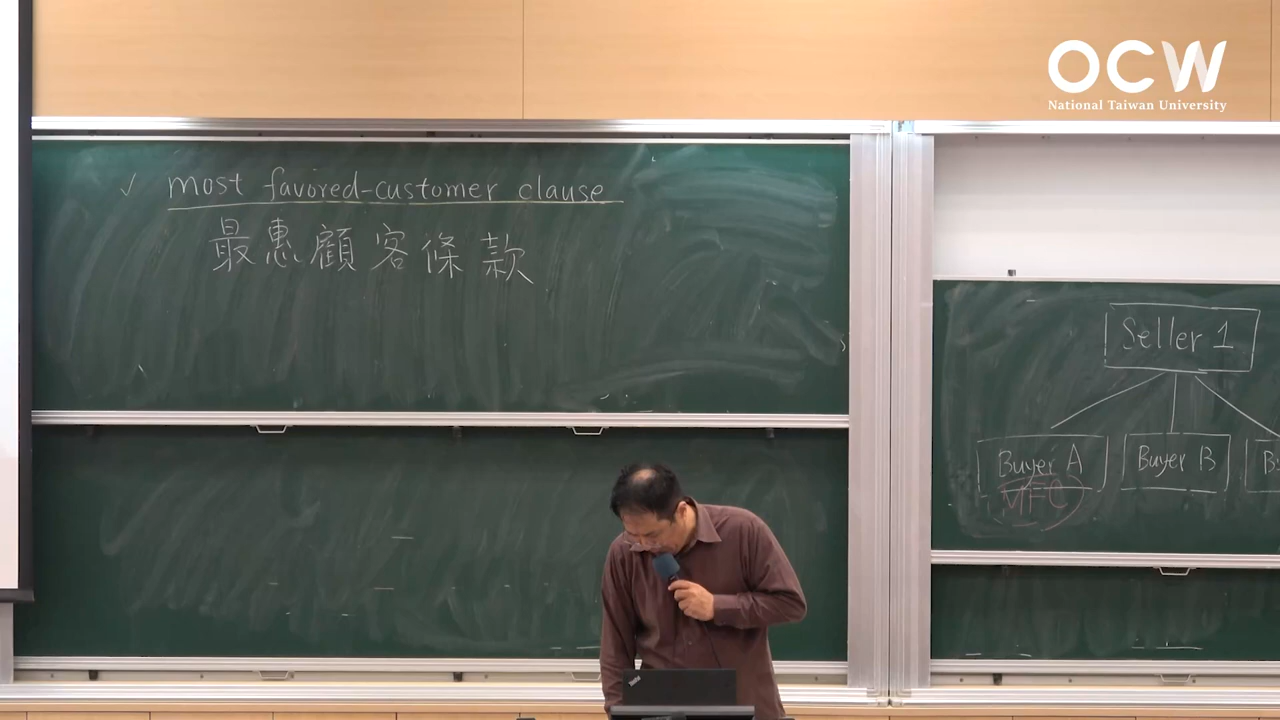 OCW
National Taiwan University
✓ most favored-customer clause
最惠顧客條款
Seller 1
Buyer A
MFC
Buyer B